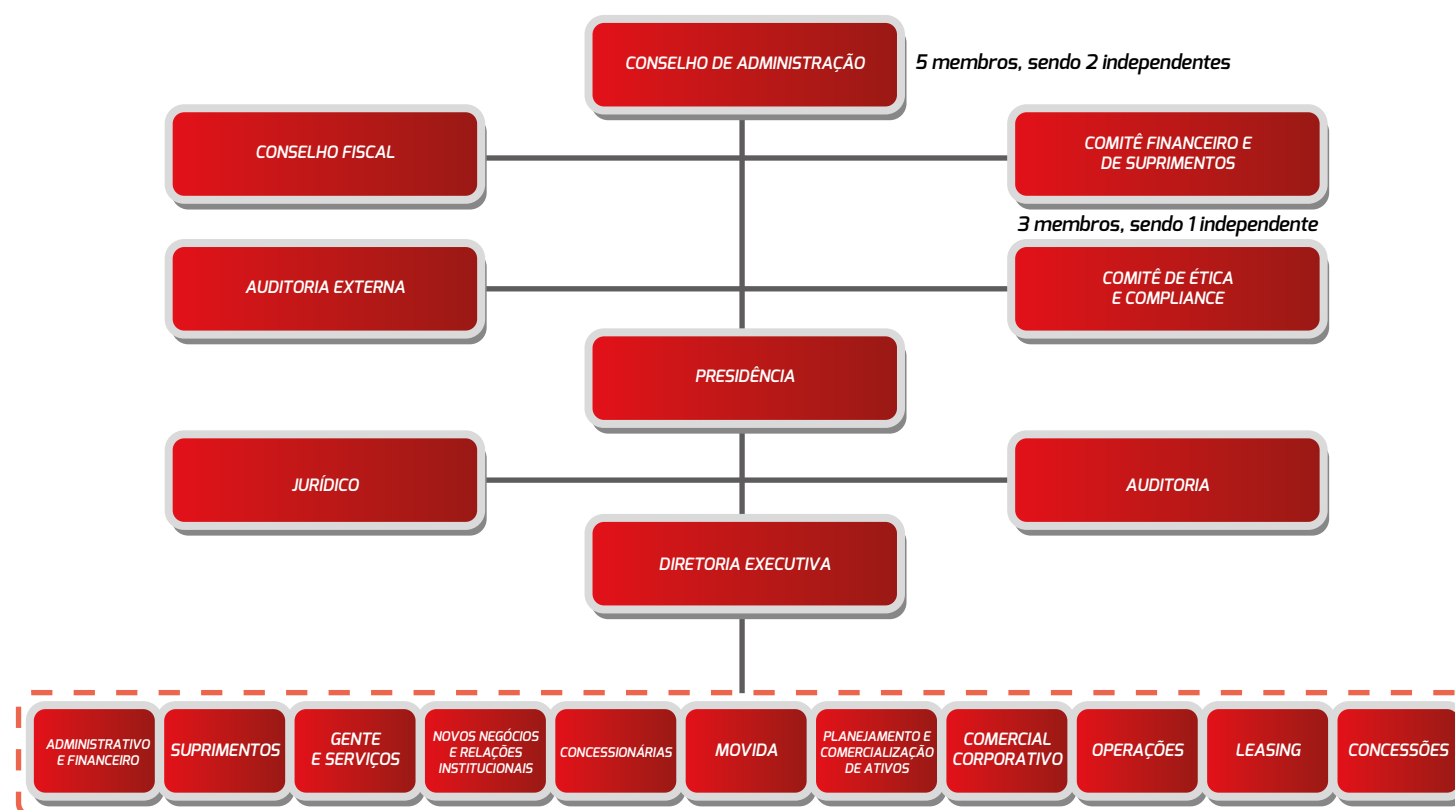 CONSELHO DE ADMINISTRAÇÃO
5 membros, sendo 2 independentes
CONSELHO FISCAL
COMITÊ FINANCEIRO E
DE SUPRIMENTOS
3 membros, sendo 1 independente
AUDITORIA EXTERNA
COMITÊ DE ÉTICA
E COMPLIANCE
PRESIDÊNCIA
JURÍDICO
AUDITORIA
DIRETORIA EXECUTIVA
ADMINISTRATIVO
E FINANCEIRO
SUPRIMENTOS
GENTE
E SERVIÇOS
NOVOS NEGÓCIOS
E RELAÇÕES
INSTITUCIONAIS
CONCESSIONÁRIAS
MOVIDA
PLANEJAMENTO E
COMERCIALIZAÇÃO
DE ATIVOS
COMERCIAL
CORPORATIVO
OPERAÇÕES
LEASING
CONCESSÕES